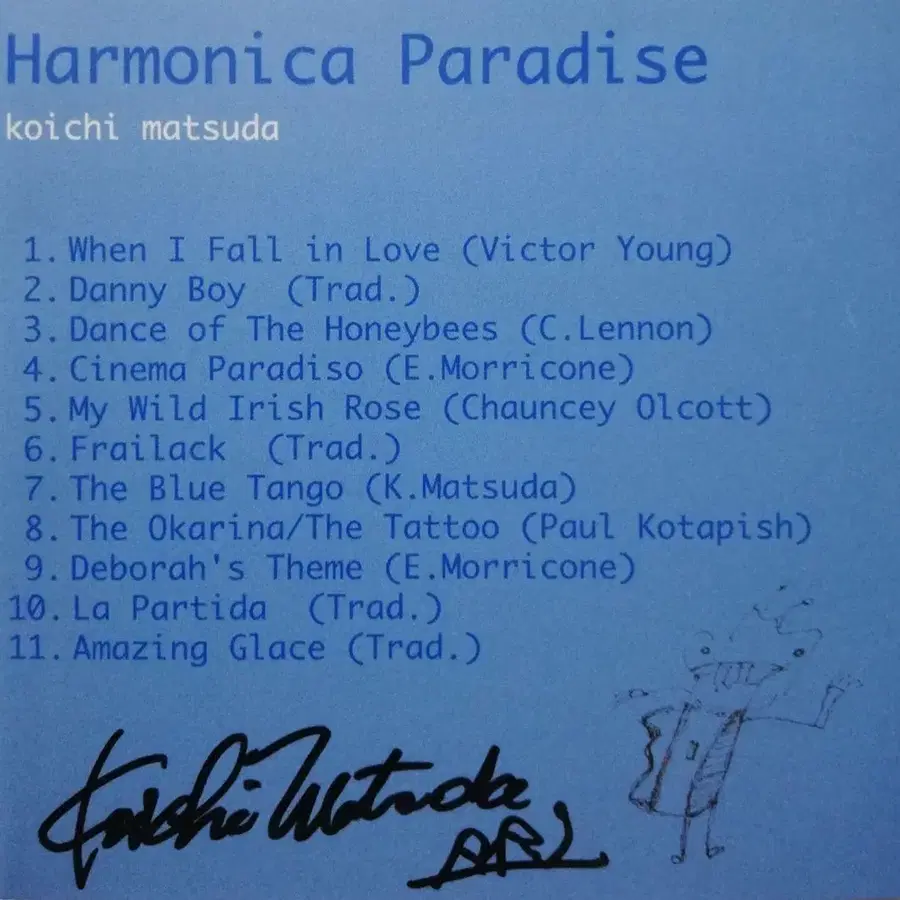 Harmonica Paradise
koichi matsuda
1. When I Fall in Love (Victor Young)
2. Danny Boy (Trad.)
3. Dance of The Honeybees (C.Lennon)
4. Cinema Paradiso (E.Morricone)
5. My Wild Irish Rose (Chauncey Olcott)
6. Frailack (Trad.)
7. The Blue Tango (K.Matsuda)
8. The Okarina/The Tattoo (Paul Kotapish)
9. Deborah's Theme (E.Morricone)
10. La Partida (Trad.)
11. Amazing Glace (Trad.)
Koichi Matsuda